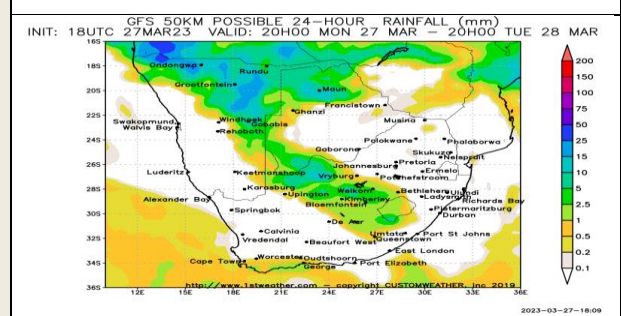 GFS 50KM POSSIBLE 24-HOUR RAINFALL (mm)
INIT: 18UTC 27MAR23 VALID: 20H00 MON 27 MAR - 20H00 TUE 28 MAR
16S
Ondangwa
Rundu
18S
Grootfontein
Maun
20S
Francistown
Ghanzi
22S
Windhoek
Gobabis
Musina
Swakopmund
Walvis Bay
Rehoboth
24S
Polokwane
Phalaborwa
Gaborone
Skukuza
Nelspruit
26S
Johannesburg
Pretoria
Luderitz
Keetmanshoop
Vryburg
Potchefstroom
Ermelo
28S
Karasburg
Upington
Welkom
Kimberley
Bethlehem
Ulundi
Ladysmith
Richards Bay
Alexander Bay
Bloemfontein
Pietermaritzburg
Durban
30S
Springbok
De Aar
32S
Calvinia
Vredendal
Beaufort West
Umtata
Queenstown
Port St Johns
East London
34S
Cape Town
Worcester
Oudtshoorn
George
Port Elizabeth
http://www.1stweather.com - copyright CUSTOMWEATHER, Inc 2019
36S
12E 15E 18E 21E 24E 27E 30E 33E 36E
200
150
100
75
50
25
15
10
5
2.5
1
0.5
0.2
0.1
2023-03-27-18:09